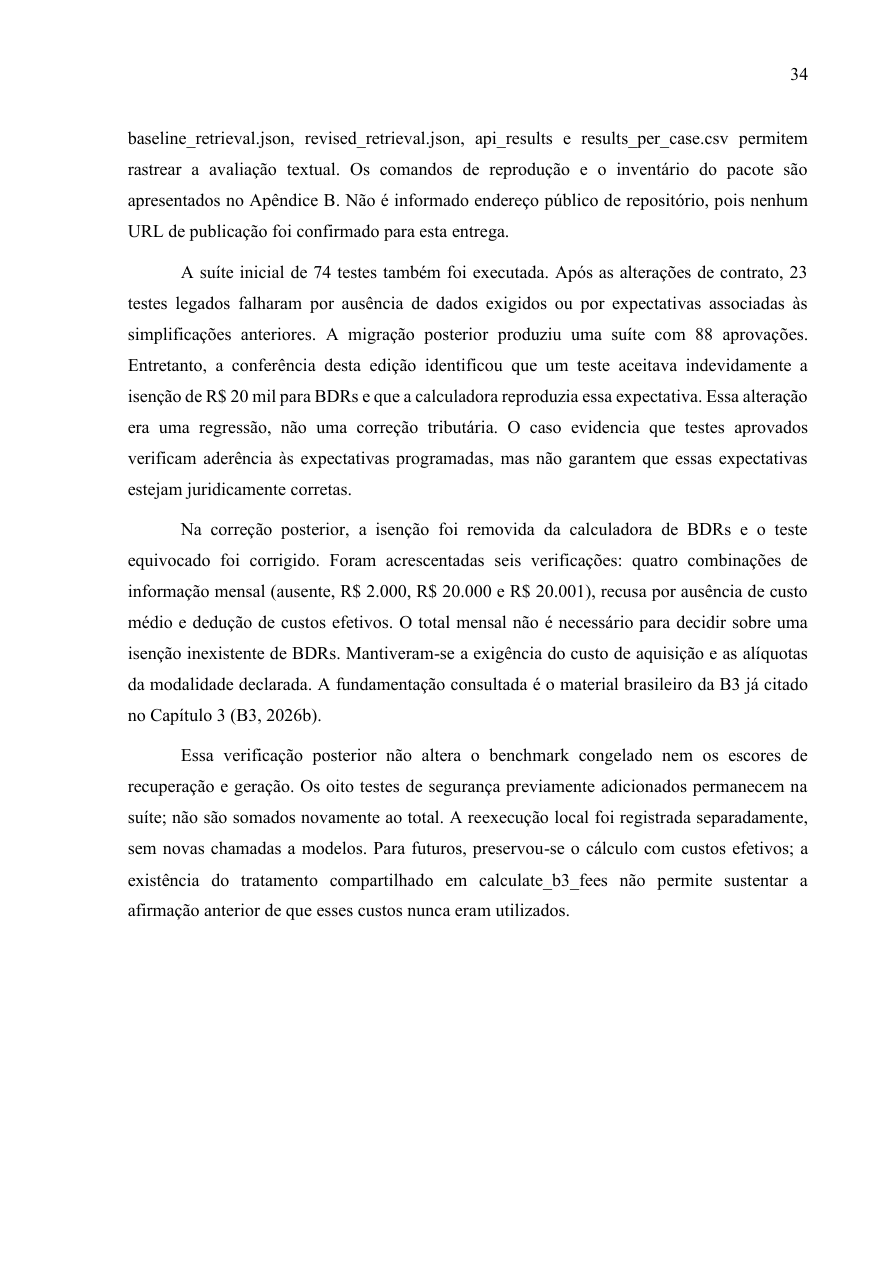 34
baseline_retrieval.json, revised_retrieval.json, api_results e results_per_case.csv permitem
rastrear a avaliação textual. Os comandos de reprodução e o inventário do pacote são
apresentados no Apêndice B. Não é informado endereço público de repositório, pois nenhum
URL de publicação foi confirmado para esta entrega.
A suíte inicial de 74 testes também foi executada. Após as alterações de contrato, 23
testes legados falharam por ausência de dados exigidos ou por expectativas associadas às
simplificações anteriores. A migração posterior produziu uma suíte com 88 aprovações.
Entretanto, a conferência desta edição identificou que um teste aceitava indevidamente a
isenção de R$ 20 mil para BDRs e que a calculadora reproduzia essa expectativa. Essa alteração
era uma regressão, não uma correção tributária. O caso evidencia que testes aprovados
verificam aderência às expectativas programadas, mas não garantem que essas expectativas
estejam juridicamente corretas.
Na correção posterior, a isenção foi removida da calculadora de BDRs e o teste
equivocado foi corrigido. Foram acrescentadas seis verificações: quatro combinações de
informação mensal (ausente, R$ 2.000, R$ 20.000 e R$ 20.001), recusa por ausência de custo
médio e dedução de custos efetivos. O total mensal não é necessário para decidir sobre uma
isenção inexistente de BDRs. Mantiveram-se a exigência do custo de aquisição e as alíquotas
da modalidade declarada. A fundamentação consultada é o material brasileiro da B3 já citado
no Capítulo 3 (B3, 2026b).
Essa verificação posterior não altera o benchmark congelado nem os escores de
recuperação e geração. Os oito testes de segurança previamente adicionados permanecem na
suíte; não são somados novamente ao total. A reexecução local foi registrada separadamente,
sem novas chamadas a modelos. Para futuros, preservou-se o cálculo com custos efetivos; a
existência do tratamento compartilhado em calculate_b3_fees não permite sustentar a
afirmação anterior de que esses custos nunca eram utilizados.